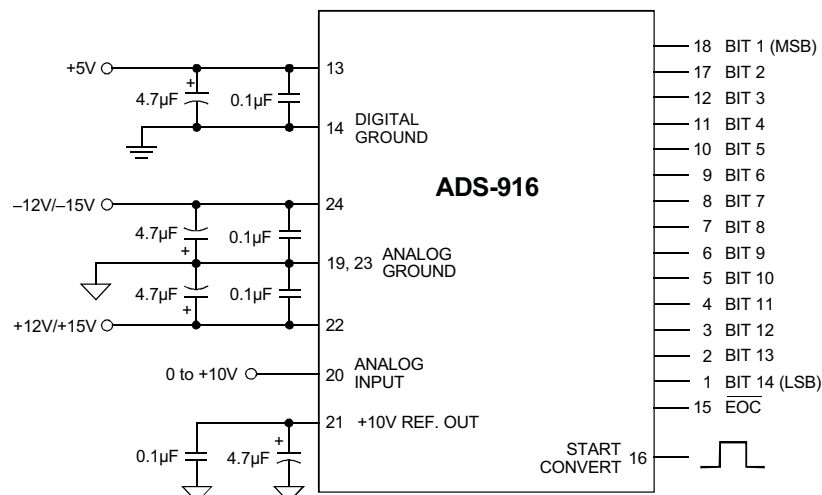 ADS-916
+5V
+
4.7µF
0.1µF
13
14 DIGITAL
GROUND
–12V/–15V
24
4.7µF
+
0.1µF
19, 23 ANALOG
GROUND
4.7µF
+
0.1µF
+12V/+15V
22
0 to +10V
20 ANALOG
INPUT
21 +10V REF. OUT
0.1µF
+
4.7µF
18 BIT 1 (MSB)
17 BIT 2
12 BIT 3
11 BIT 4
10 BIT 5
9 BIT 6
8 BIT 7
7 BIT 8
6 BIT 9
5 BIT 10
4 BIT 11
3 BIT 12
2 BIT 13
1 BIT 14 (LSB)
15 EOC
START
CONVERT 16